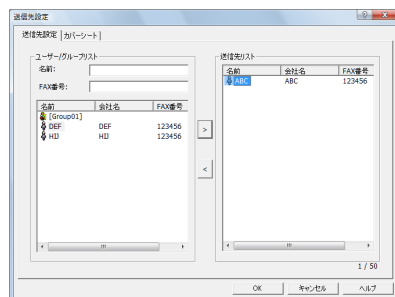 送信先設定
送信先設定 カバーシート
ユーザー/グループリスト
名前:
FAX番号:
名前 会社名 FAX番号
[Group01]
DEF DEF 123456
HIJ HIJ 123456
>
<
送信先リスト
名前 会社名 FAX番号
ABC ABC 123456
1 / 50
OK キャンセル ヘルプ